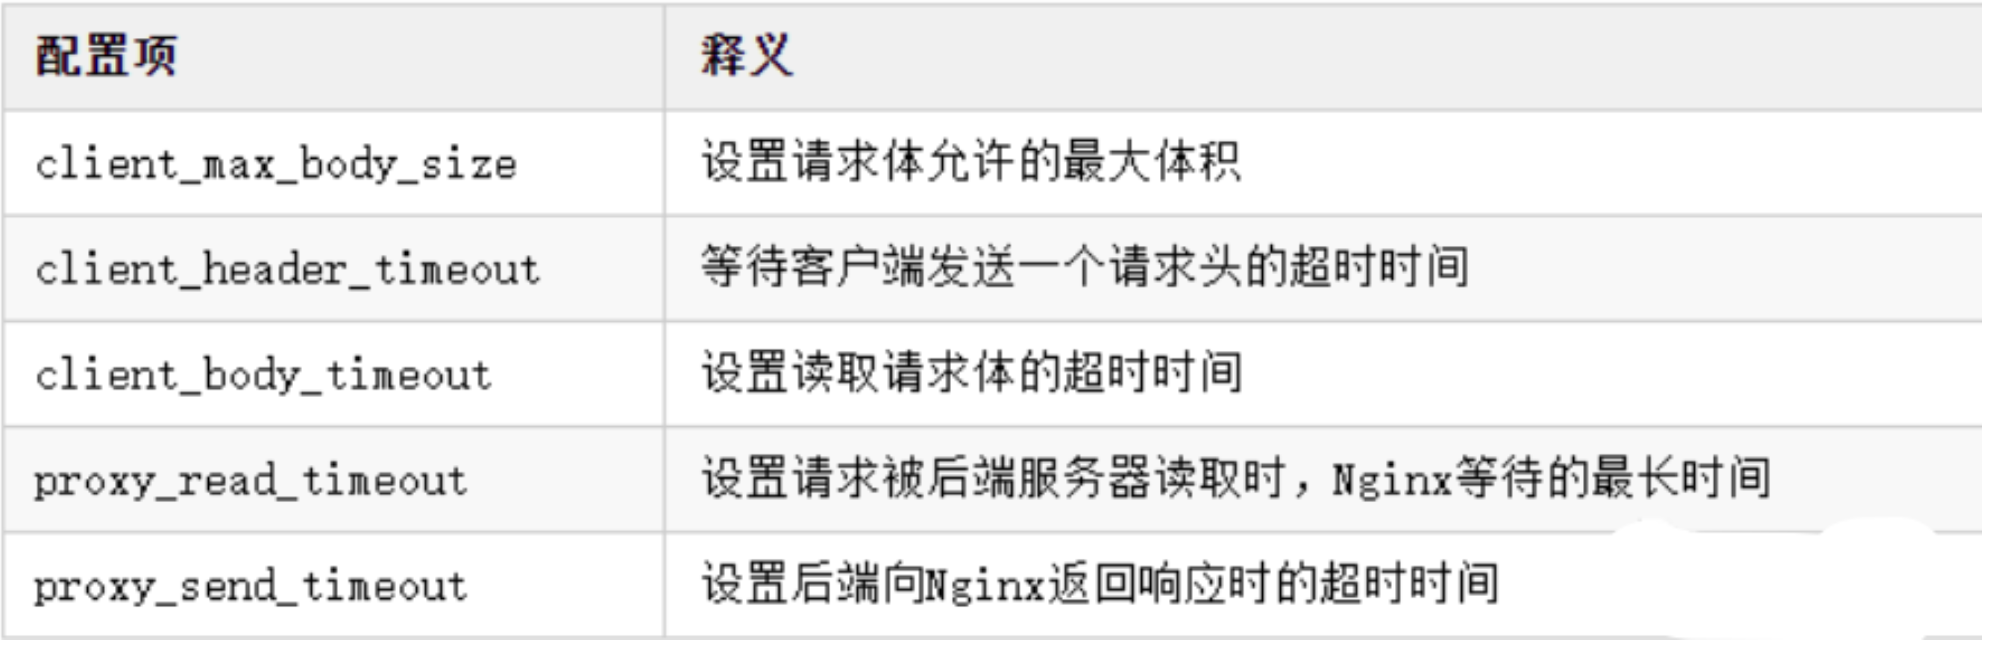 配置项 释义
client_max_body_size 设置请求体允许的最大体积
client_header_timeout 等待客户端发送一个请求头的超时时间
client_body_timeout 设置读取请求体的超时时间
proxy_read_timeout 设置请求被后端服务器读取时，Nginx等待的最长时间
proxy_send_timeout 设置后端向Nginx返回响应时的超时时间